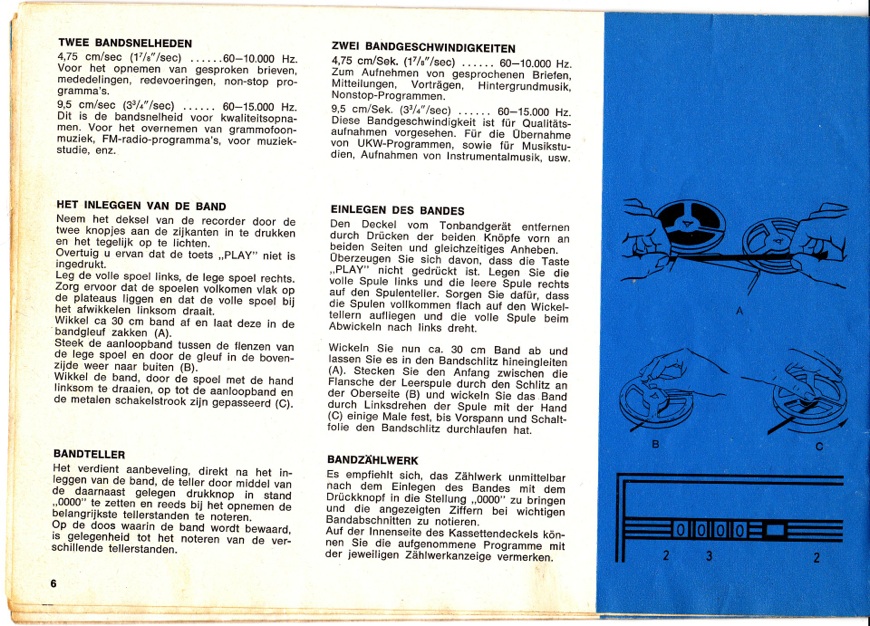 TWEE BANDSNELHEDEN
4,75 cm/sec (1⁷/₈″/sec) ......60—10.000 Hz.
Voor het opnemen van gesproken brieven,
mededelingen, redevoeringen, non-stop pro-
gramma's.
9,5 cm/sec (3³/₄″/sec) ...... 60—15.000 Hz.
Dit is de bandsnelheid voor kwaliteitsopna-
men. Voor het overnemen van grammofoon-
muziek, FM-radio-programma's, voor muziek-
studie, enz.
HET INLEGGEN VAN DE BAND
Neem het deksel van de recorder door de
twee knopjes aan de zijkanten in te drukken
en het tegelijk op te lichten.
Overtuig u ervan dat de toets „PLAY" niet is
ingedrukt.
Leg de volle spoel links, de lege spoel rechts.
Zorg ervoor dat de spoelen volkomen vlak op
de plateaus liggen en dat de volle spoel bij
het afwikkelen linksom draait.
Wikkel ca 30 cm band af en laat deze in de
bandgleuf zakken (A).
Steek de aanloopband tussen de flenzen van
de lege spoel en door de gleuf in de boven-
zijde weer naar buiten (B).
Wikkel de band, door de spoel met de hand
linksom te draaien, op tot de aanloopband en
de metalen schakelstrook zijn gepasseerd (C).
BANDTELLER
Het verdient aanbeveling, direkt na het in-
leggen van de band, de teller door middel van
de daarnaast gelegen drukknop in stand
„0000" te zetten en reeds bij het opnemen de
belangrijkste tellerstanden te noteren.
Op de doos waarin de band wordt bewaard,
is gelegenheid tot het noteren van de ver-
schillende tellerstanden.
6
ZWEI BANDGESCHWINDIGKEITEN
4,75 cm/Sek. (1⁷/₈″/sec) ...... 60—10.000 Hz.
Zum Aufnehmen von gesprochenen Briefen,
Mitteilungen, Vorträgen, Hintergrundmusik,
Nonstop-Programmen.
9,5 cm/Sek. (3³/₄″/sec) ...... 60—15.000 Hz.
Diese Bandgeschwindigkeit ist für Qualitäts-
aufnahmen vorgesehen. Für die Übernahme
von UKW-Programmen, sowie für Musikstu-
dien, Aufnahmen von Instrumentalmusik, usw.
EINLEGEN DES BANDES
Den Deckel vom Tonbandgerät entfernen
durch Drücken der beiden Knöpfe vorn an
beiden Seiten und gleichzeitiges Anheben.
Überzeugen Sie sich davon, dass die Taste
„PLAY" nicht gedrückt ist. Legen Sie die
volle Spule links und die leere Spule rechts
auf den Spulenteller. Sorgen Sie dafür, dass
die Spulen vollkommen flach auf den Wickel-
tellern aufliegen und die volle Spule beim
Abwickeln nach links dreht.
Wickeln Sie nun ca. 30 cm Band ab und
lassen Sie es in den Bandschlitz hineingleiten
(A). Stecken Sie den Anfang zwischen die
Flansche der Leerspule durch den Schlitz an
der Oberseite (B) und wickeln Sie das Band
durch Linksdrehen der Spule mit der Hand
(C) einige Male fest, bis Vorspann und Schalt-
folie den Bandschlitz durchlaufen hat.
BANDZÄHLWERK
Es empfiehlt sich, das Zählwerk unmittelbar
nach dem Einlegen des Bandes mit dem
Drückknopf in die Stellung „0000" zu bringen
und die angezeigten Ziffern bei wichtigen
Bandabschnitten zu notieren.
Auf der Innenseite des Kassettendeckels kön-
nen Sie die aufgenommene Programme mit
der jeweiligen Zählwerkanzeige vermerken.
A
B
C
0 0 0 0
2 3 2